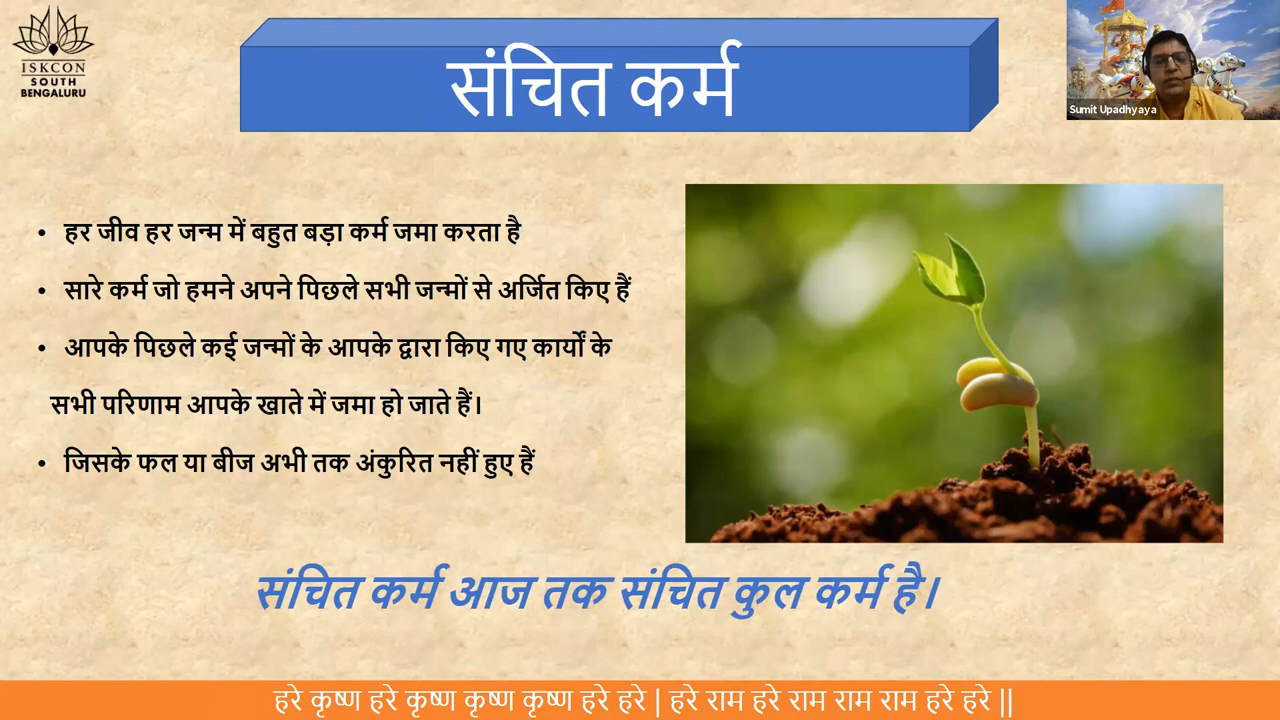 ISKCON
SOUTH
BENGALURU
संचित कर्म
Sumit Upadhyaya
• हर जीव हर जन्म में बहुत बड़ा कर्म जमा करता है
• सारे कर्म जो हमने अपने पिछले सभी जन्मों से अर्जित किए हैं
• आपके पिछले कई जन्मों के आपके द्वारा किए गए कार्यों के
सभी परिणाम आपके खाते में जमा हो जाते हैं।
• जिसके फल या बीज अभी तक अंकुरित नहीं हुए हैं
संचित कर्म आज तक संचित कुल कर्म है।
हरे कृष्ण हरे कृष्ण कृष्ण कृष्ण हरे हरे | हरे राम हरे राम राम राम हरे हरे ||